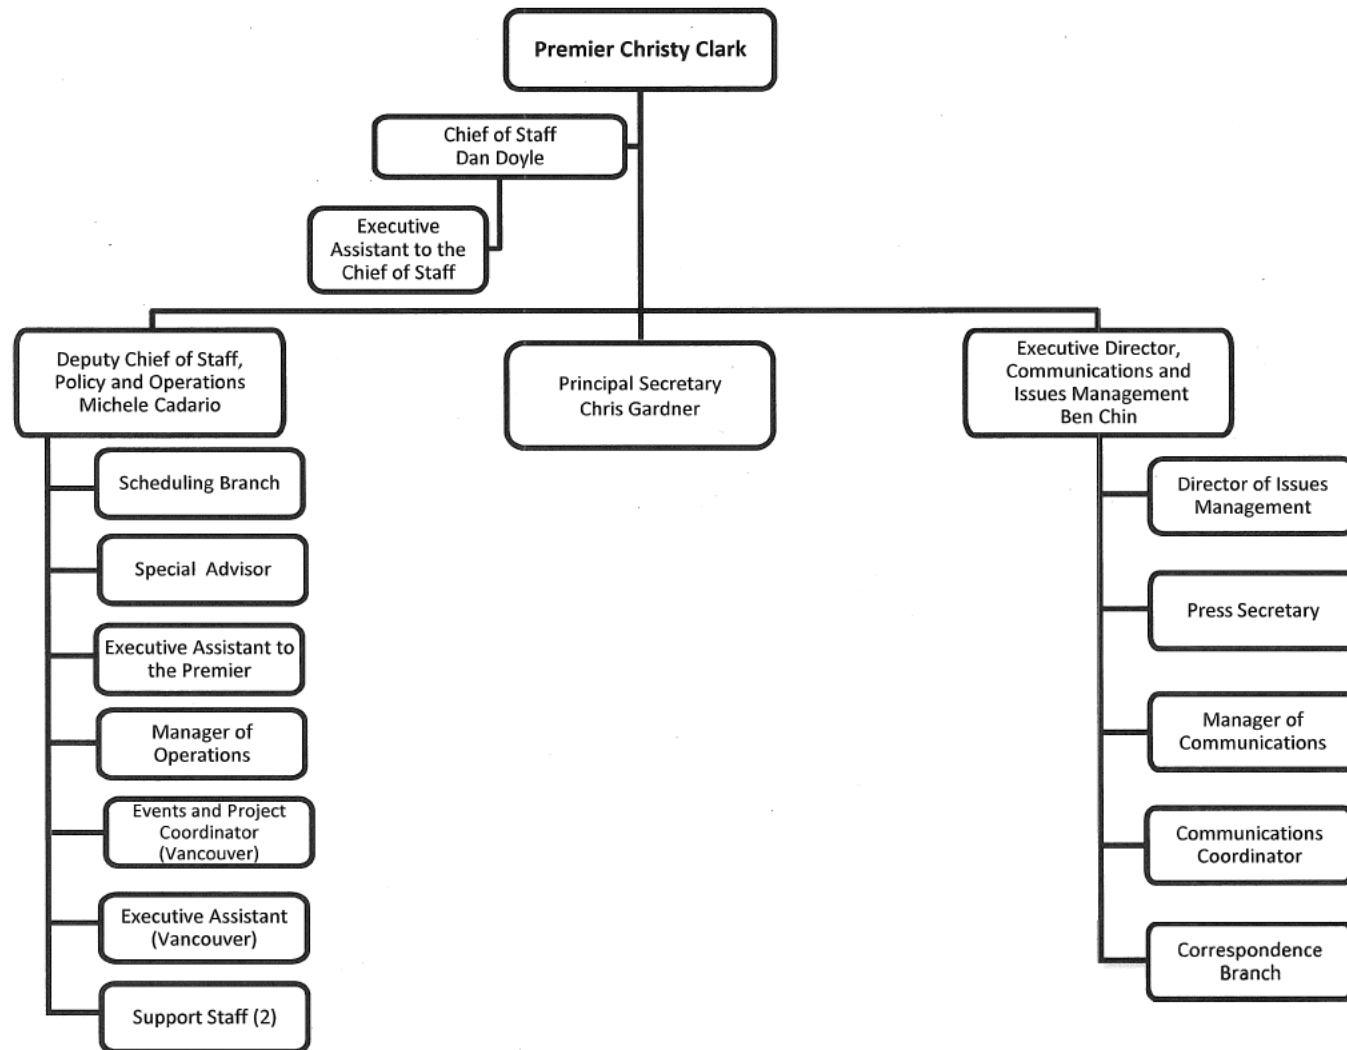 Premier Christy Clark
Chief of Staff
Dan Doyle
Executive
Assistant to the
Chief of Staff
Deputy Chief of Staff,
Policy and Operations
Michele Cadario
Principal Secretary
Chris Gardner
Executive Director,
Communications and
Issues Management
Ben Chin
Scheduling Branch
Special Advisor
Executive Assistant to
the Premier
Manager of
Operations
Events and Project
Coordinator
(Vancouver)
Executive Assistant
(Vancouver)
Support Staff (2)
Director of Issues
Management
Press Secretary
Manager of
Communications
Communications
Coordinator
Correspondence
Branch